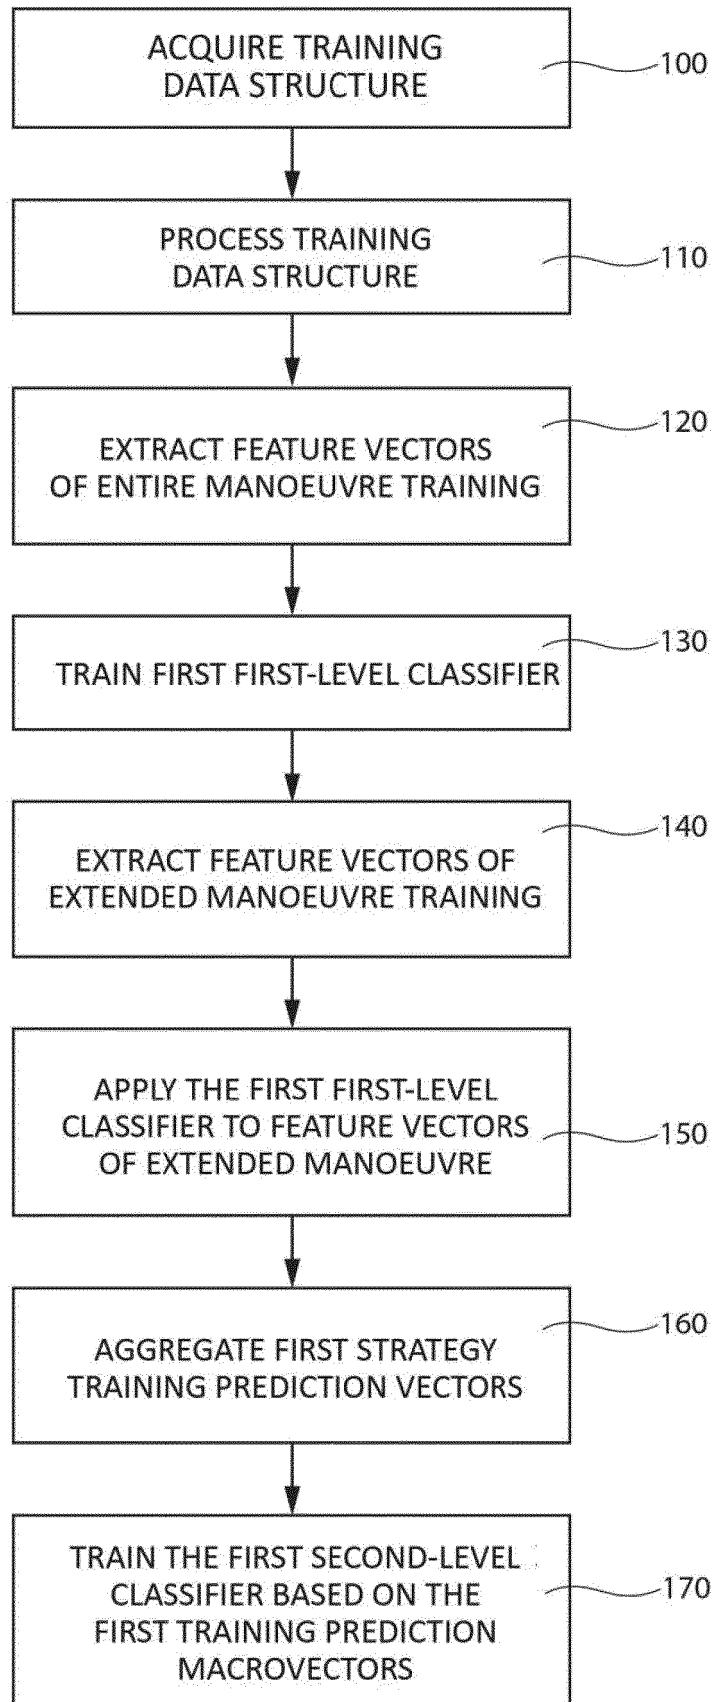 ACQUIRE TRAINING
DATA STRUCTURE
100
PROCESS TRAINING
DATA STRUCTURE
110
EXTRACT FEATURE VECTORS
OF ENTIRE MANOEUVRE TRAINING
120
TRAIN FIRST FIRST-LEVEL CLASSIFIER
130
EXTRACT FEATURE VECTORS OF
EXTENDED MANOEUVRE TRAINING
140
APPLY THE FIRST FIRST-LEVEL
CLASSIFIER TO FEATURE VECTORS
OF EXTENDED MANOEUVRE
150
AGGREGATE FIRST STRATEGY
TRAINING PREDICTION VECTORS
160
TRAIN THE FIRST SECOND-LEVEL
CLASSIFIER BASED ON THE
FIRST TRAINING PREDICTION
MACROVECTORS
170